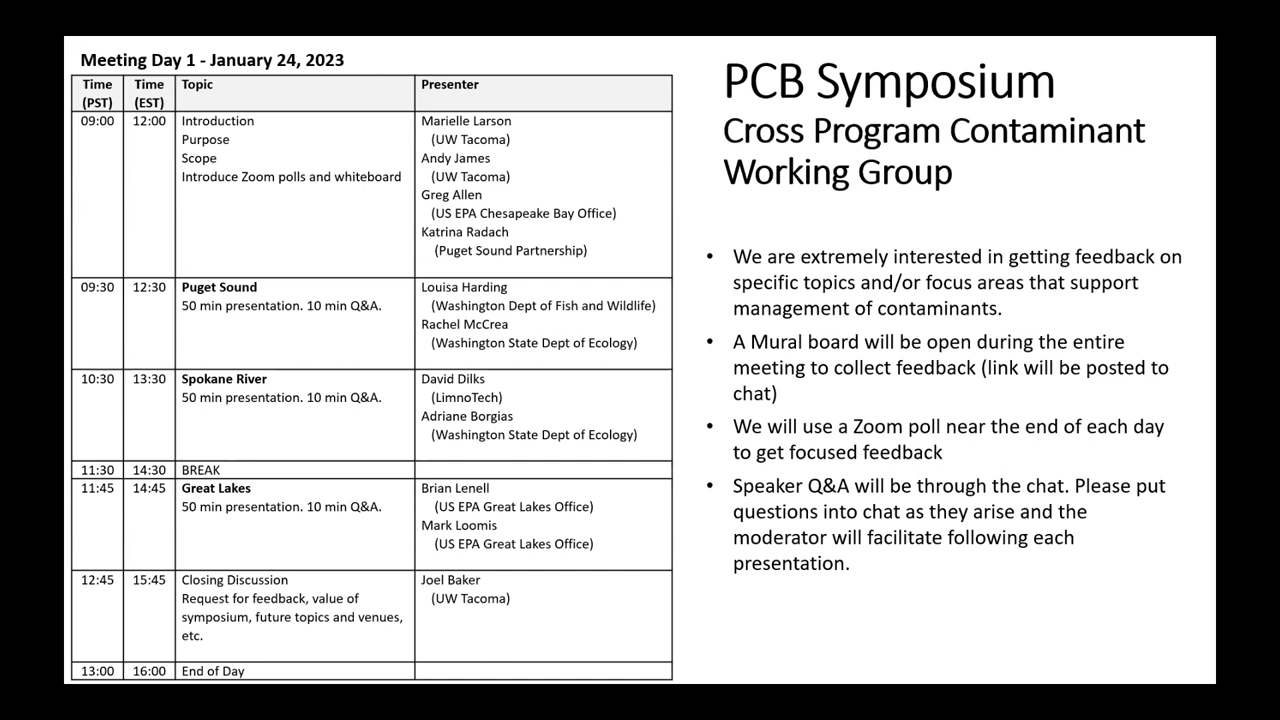 Meeting Day 1 - January 24, 2023
Time (PST) Time (EST) Topic Presenter
09:00 12:00 Introduction Marielle Larson
Purpose (UW Tacoma)
Scope Andy James
Introduce Zoom polls and whiteboard (UW Tacoma)
Greg Allen
(US EPA Chesapeake Bay Office)
Katrina Radach
(Puget Sound Partnership)
09:30 12:30 Puget Sound Louisa Harding
50 min presentation. 10 min Q&A. (Washington Dept of Fish and Wildlife)
Rachel McCrea
(Washington State Dept of Ecology)
10:30 13:30 Spokane River David Dilks
50 min presentation. 10 min Q&A. (LimnoTech)
Adriane Borgias
(Washington State Dept of Ecology)
11:30 14:30 BREAK
11:45 14:45 Great Lakes Brian Lenell
50 min presentation. 10 min Q&A. (US EPA Great Lakes Office)
Mark Loomis
(US EPA Great Lakes Office)
12:45 15:45 Closing Discussion Joel Baker
Request for feedback, value of (UW Tacoma)
symposium, future topics and venues,
etc.
13:00 16:00 End of Day
PCB Symposium
Cross Program Contaminant
Working Group
• We are extremely interested in getting feedback on
specific topics and/or focus areas that support
management of contaminants.
• A Mural board will be open during the entire
meeting to collect feedback (link will be posted to
chat)
• We will use a Zoom poll near the end of each day
to get focused feedback
• Speaker Q&A will be through the chat. Please put
questions into chat as they arise and the
moderator will facilitate following each
presentation.